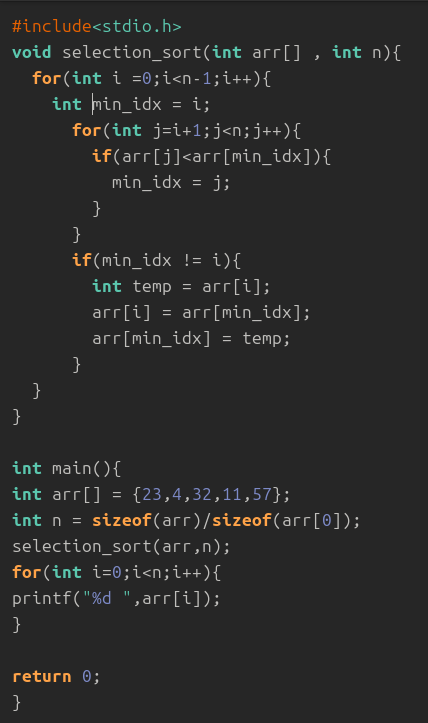 #include<stdio.h>
void selection_sort(int arr[] , int n){
  for(int i =0;i<n-1;i++){
    int min_idx = i;
      for(int j=i+1;j<n;j++){
        if(arr[j]<arr[min_idx]){
          min_idx = j;
        }
      }
      if(min_idx != i){
        int temp = arr[i];
        arr[i] = arr[min_idx];
        arr[min_idx] = temp;
      }
  }
}

int main(){
int arr[] = {23,4,32,11,57};
int n = sizeof(arr)/sizeof(arr[0]);
selection_sort(arr,n);
for(int i=0;i<n;i++){
printf("%d ",arr[i]);
}

return 0;
}